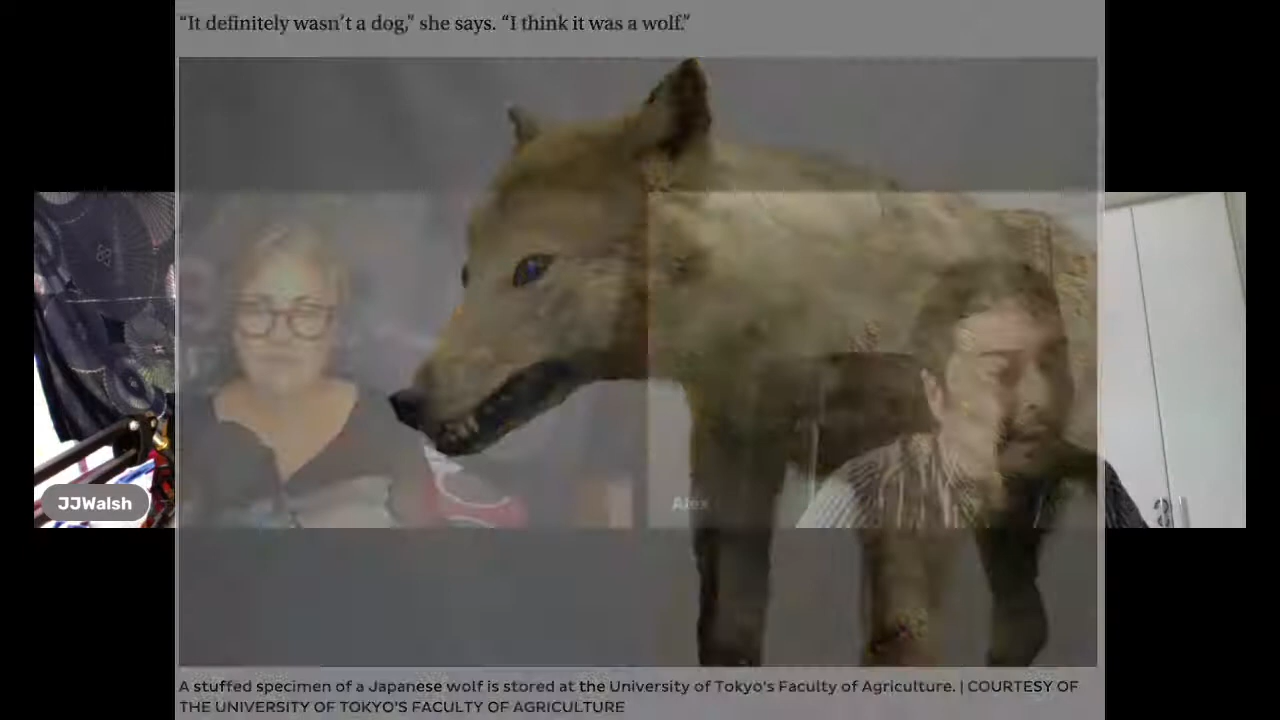 “It definitely wasn’t a dog,” she says. “I think it was a wolf.”
JJWalsh
Alex
A stuffed specimen of a Japanese wolf is stored at the University of Tokyo's Faculty of Agriculture. | COURTESY OF
THE UNIVERSITY OF TOKYO'S FACULTY OF AGRICULTURE